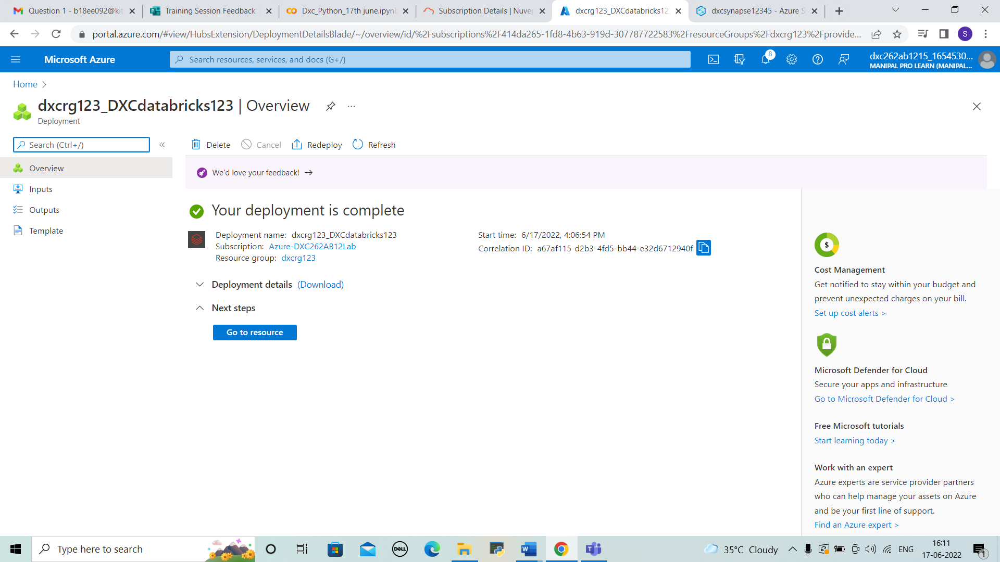 Question 1 - b18ee092@kit
Training Session Feedback
Dxc_Python_17th june.ipynb
Subscription Details | Nuvep
dxcrg123_DXCdatabricks12
dxcsynapse12345 - Azure S
portal.azure.com/#view/HubsExtension/DeploymentDetailsBlade/~/overview/id/%2Fsubscriptions%2F414da265-1fd8-4b63-919d-307787722583%2FresourceGroups%2Fdxcrg123%2Fprovide...
S
Microsoft Azure
Search resources, services, and docs (G+/)
8
dxc262ab1215_1654530...
MANIPAL PRO LEARN (MANIPAL...
Home
dxcrg123_DXCdatabricks123 | Overview
Deployment
Search (Ctrl+/)
Delete
Cancel
Redeploy
Refresh
Overview
Inputs
Outputs
Template
We'd love your feedback!
Your deployment is complete
Deployment name: dxcrg123_DXCdatabricks123
Subscription: Azure-DXC262AB12Lab
Resource group: dxcrg123
Start time: 6/17/2022, 4:06:54 PM
Correlation ID: a67af115-d2b3-4fd5-bb44-e32d6712940f
Deployment details (Download)
Next steps
Go to resource
$
Cost Management
Get notified to stay within your budget and
prevent unexpected charges on your bill.
Set up cost alerts >
Microsoft Defender for Cloud
Secure your apps and infrastructure
Go to Microsoft Defender for Cloud >
Free Microsoft tutorials
Start learning today >
Work with an expert
Azure experts are service provider partners
who can help manage your assets on Azure
and be your first line of support.
Find an Azure expert >
Type here to search
DELL
W
T
35°C Cloudy
ENG
16:11
17-06-2022
1